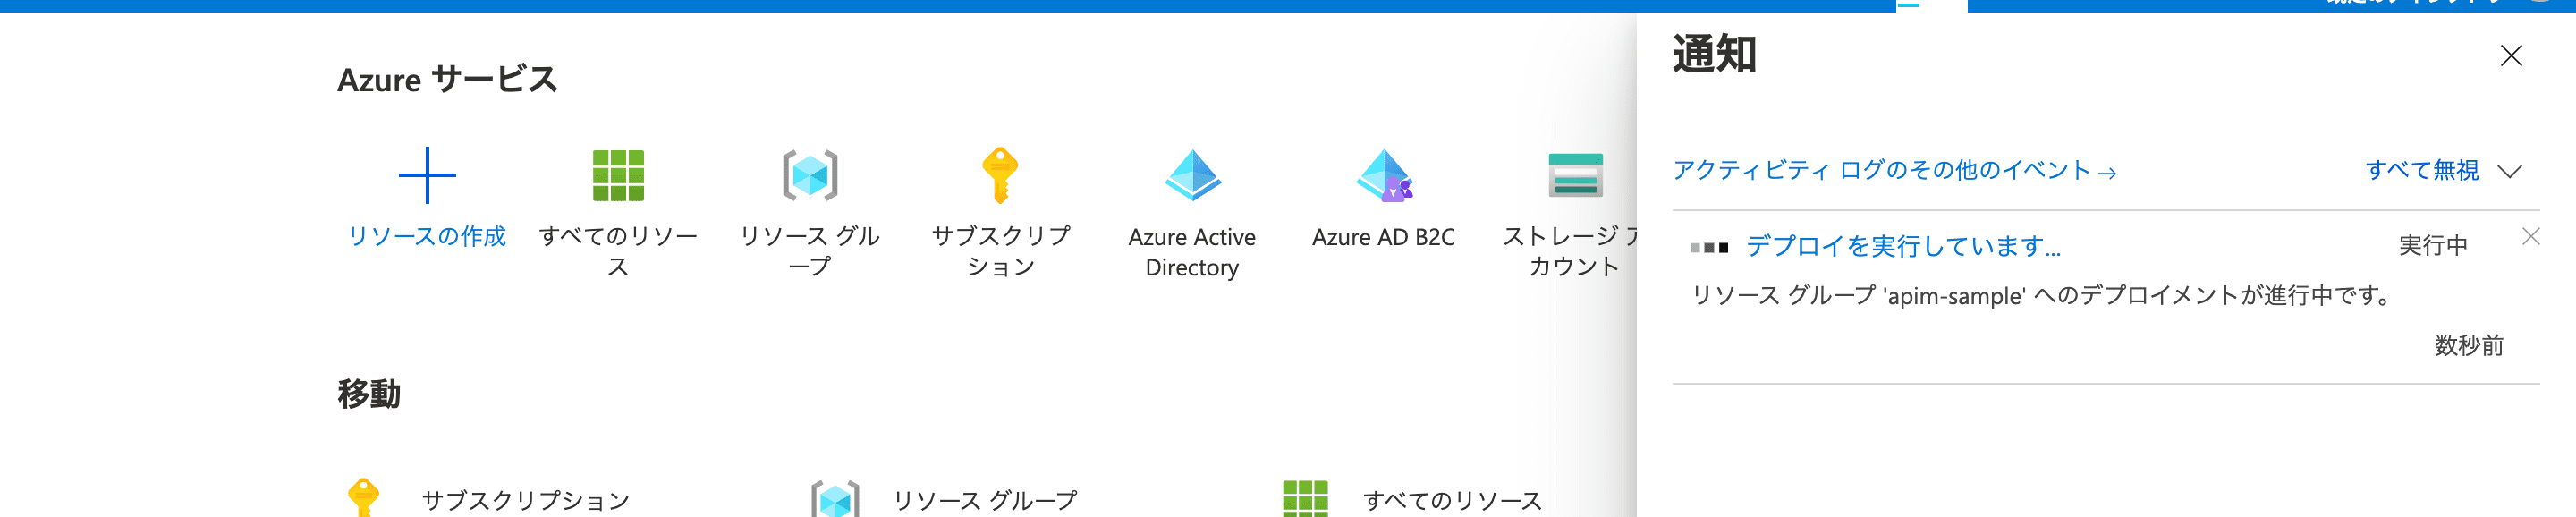 Azure サービス
リソースの作成
すべてのリソー
ス
リソース グル
ープ
サブスクリプ
ション
Azure Active
Directory
Azure AD B2C
ストレージ ア
カウント
移動
サブスクリプション
リソース グループ
すべてのリソース
通知
アクティビティ ログのその他のイベント →
すべて無視
デプロイを実行しています...
実行中
リソース グループ 'apim-sample' へのデプロイメントが進行中です。
数秒前